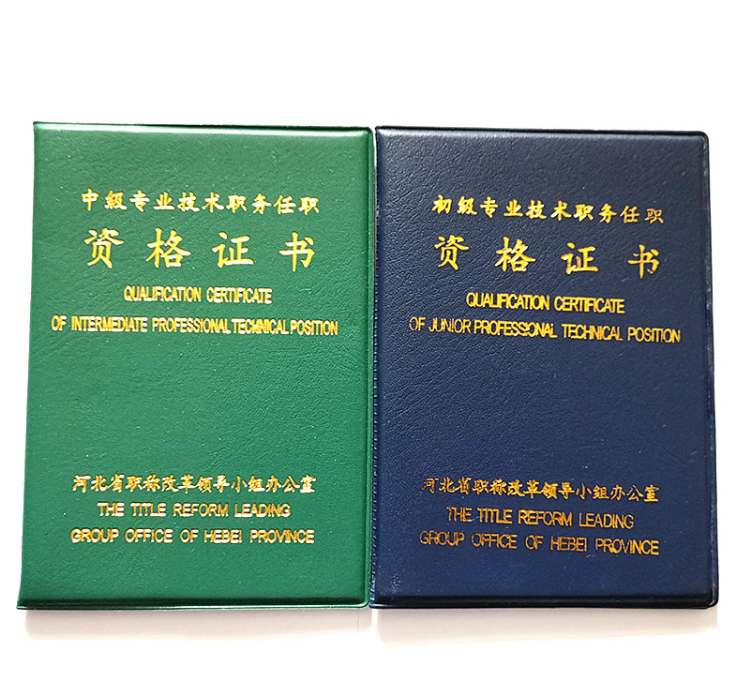 中级专业技术职务任职
资格证书
QUALIFICATION CERTIFICATE
OF INTERMEDIATE PROFESSIONAL TECHNICAL POSITION
河北省职称改革领导小组办公室
THE TITLE REFORM LEADING
GROUP OFFICE OF HEBEI PROVINCE
初级专业技术职务任职
资格证书
QUALIFICATION CERTIFICATE
OF JUNIOR PROFESSIONAL TECHNICAL POSITION
河北省职称改革领导小组办公室
THE TITLE REFORM LEADING
GROUP OFFICE OF HEBEI PROVINCE